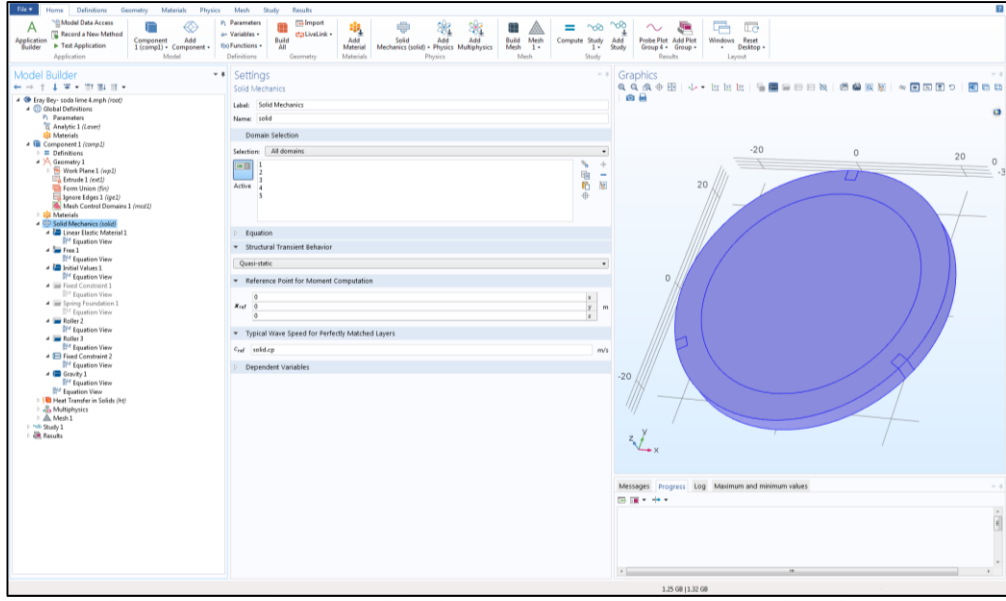 File ▾ Home Definitions Geometry Materials Physics Mesh Study Results
Application Builder
Model Data Access
Record a New Method
Test Application
Application
Component 1 (comp1) ▾
Add Component ▾
Model
Pi Parameters
a= Variables ▾
f(x) Functions ▾
Definitions
Build All
Import
LiveLink ▾
Geometry
Add Material
Materials
Solid Mechanics (solid) ▾
Add Physics
Add Multiphysics
Physics
Build Mesh
Mesh 1 ▾
Mesh
Compute
Study 1 ▾
Add Study
Study
Probe Plot Group 4 ▾
Add Plot Group ▾
Results
Windows ▾
Reset Desktop ▾
Layout
Model Builder
Eray Bey- soda lime 4.mph (root)
Global Definitions
Pi Parameters
Analytic 1 (Laser)
Materials
Component 1 (comp1)
Definitions
Geometry 1
Work Plane 1 (wp1)
Extrude 1 (ext1)
Form Union (fin)
Ignore Edges 1 (ige1)
Mesh Control Domains 1 (mcd1)
Materials
Solid Mechanics (solid)
Linear Elastic Material 1
Equation View
Free 1
Equation View
Initial Values 1
Equation View
Fixed Constraint 1
Equation View
Spring Foundation 1
Equation View
Roller 2
Equation View
Roller 3
Equation View
Fixed Constraint 2
Equation View
Gravity 1
Equation View
Equation View
Heat Transfer in Solids (ht)
Multiphysics
Mesh 1
Study 1
Results
Settings
Solid Mechanics
Label: Solid Mechanics
Name: solid
Domain Selection
Selection: All domains
Active
1
2
3
4
5
Equation
Structural Transient Behavior
Quasi-static
Reference Point for Moment Computation
xref
0 x
0 y m
0 z
Typical Wave Speed for Perfectly Matched Layers
cref solid.cp m/s
Dependent Variables
Graphics
-20 0 20 0
20
0
-20
y
z x
Messages Progress Log Maximum and minimum values
1.25 GB | 1.32 GB